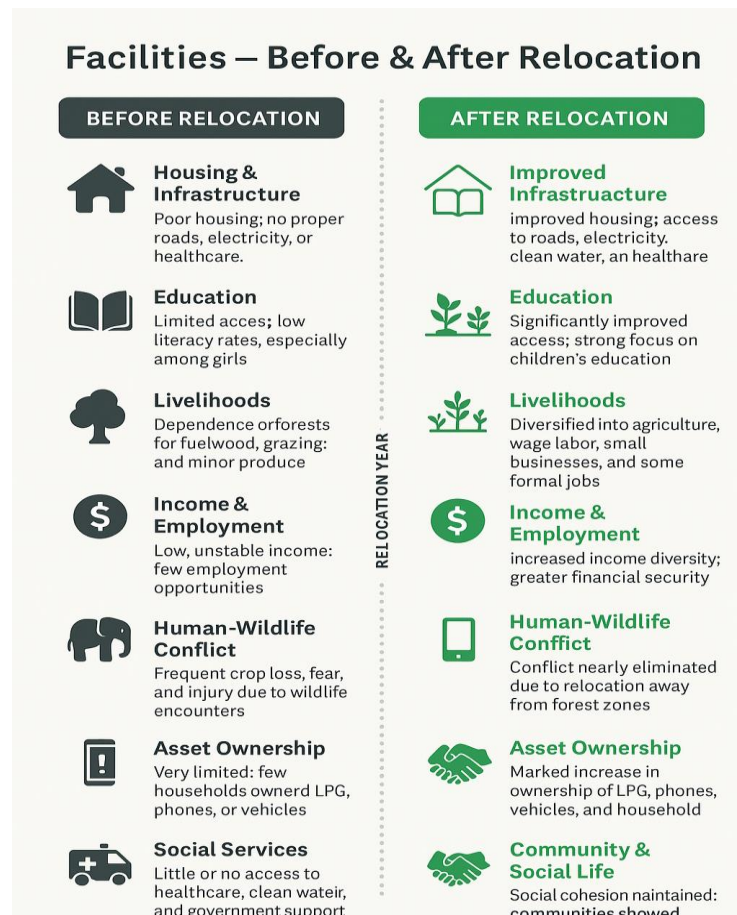 Facilities — Before & After Relocation
BEFORE RELOCATION
Housing &
Infrastructure
Poor housing; no proper
roads, electricity, or
healthcare.
Education
Limited acces; low
literacy rates, especially
among girls
Livelihoods
Dependence orforests
for fuelwood, grazing:
and minor produce
Income &
Employment
Low, unstable income:
few employment
opportunities
Human-Wildlife
Conflict
Frequent crop loss, fear,
and injury due to wildlife
encounters
Asset Ownership
Very limited: few
households ownerd LPG,
phones, or vehicles
Social Services
Little or no access to
healthcare, clean wateir,
and government support
RELOCATION YEAR
AFTER RELOCATION
Improved
Infrastruacture
improved housing; access
to roads, electricity.
clean water, an healthare
Education
Significantly improved
access; strong focus on
children's education
Livelihoods
Diversified into agriculture,
wage labor, small
businesses, and some
formal jobs
Income &
Employment
increased income diversity;
greater financial security
Human-Wildlife
Conffict
Conflict nearly eliminated
due to relocation away
from forest zones
Asset Ownership
Marked increase in
ownership of LPG, phones,
vehicles, and household
Community &
Social Life
Social cohesion naintained:
communities showed